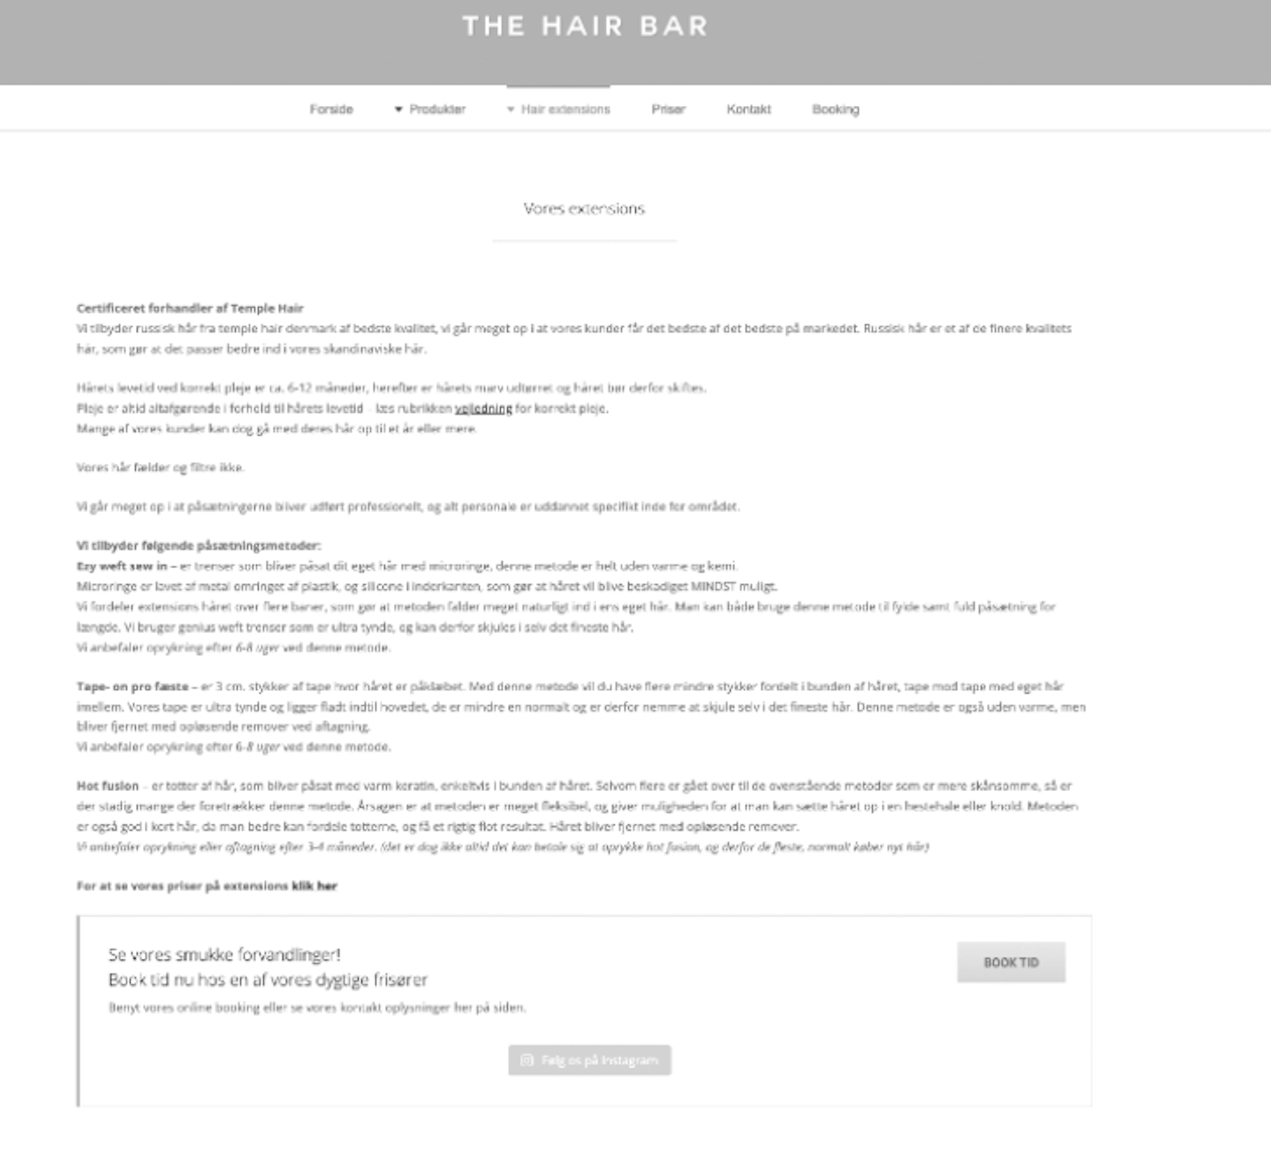 THE HAIR BAR
Forside
Produkter
Hair extensions
Priser
Kontakt
Booking
Vores extensions
Certificeret forhandler af Temple Hair
Vi tilbyder russisk hår fra temple hair denmark af bedste kvalitet, vi går meget op i at vores kunder får det bedste af det bedste på markedet. Russisk hår er et af de finere kvalitets
hår, som gør at det passer bedre ind i vores skandinaviske hår.
Hårets levetid ved korrekt pleje er ca. 6-12 måneder, herefter er hårets marv udtørret og håret bør derfor skiftes.
Pleje er altid altafgørende i forhold til hårets levetid – læs rubrikken vejledning for korrekt pleje.
Mange af vores kunder kan dog gå med deres hår op til et år eller mere.
Vores hår fælder og filtre ikke.
Vi går meget op i at påsætningerne bliver udført professionelt, og alt personale er uddannet specifikt inde for området.
Vi tilbyder følgende påsætningsmetoder:
Ezy weft sew in – er trenser som bliver påsat dit eget hår med microringe, denne metode er helt uden varme og kemi.
Microringe er lavet af metal omringet af plastik, og silicone i inderkanten, som gør at håret vil blive beskadiget MINDST muligt.
Vi fordeler extensions håret over flere baner, som gør at metoden falder meget naturligt ind i ens eget hår. Man kan både bruge denne metode til fylde samt fuld påsætning for
længde. Vi bruger genius weft trenser som er ultra tynde, og kan derfor skjules i selv det fineste hår.
Vi anbefaler oprykning efter 6-8 uger ved denne metode.
Tape- on pro fæste – er 3 cm. stykker af tape hvor håret er påklæbet. Med denne metode vil du have flere mindre stykker fordelt i bunden af håret, tape mod tape med eget hår
imellem. Vores tape er ultra tynde og ligger fladt indtil hovedet, de er mindre en normalt og er derfor nemme at skjule selv i det fineste hår. Denne metode er også uden varme, men
bliver fjernet med opløsende remover ved aftagning.
Vi anbefaler oprykning efter 6-8 uger ved denne metode.
Hot fusion – er totter af hår, som bliver påsat med varm keratin, enkeltvis i bunden af håret. Selvom flere er gået over til de ovenstående metoder som er mere skånsomme, så er
der stadig mange der foretrækker denne metode. Årsagen er at metoden er meget fleksibel, og giver muligheden for at man kan sætte håret op i en hestehale eller knold. Metoden
er også god i kort hår, da man bedre kan fordele totterne, og få et rigtig flot resultat. Håret bliver fjernet med opløsende remover.
Vi anbefaler oprykning eller aftagning efter 3-4 måneder. (det er dog ikke altid det kan betale sig at oprykke hot fusion, og derfor de fleste, normalt køber nyt hår)
For at se vores priser på extensions klik her
Se vores smukke forvandlinger!
Book tid nu hos en af vores dygtige frisører
BOOK TID
Benyt vores online booking eller se vores kontakt oplysninger her på siden.
Følg os på Instagram